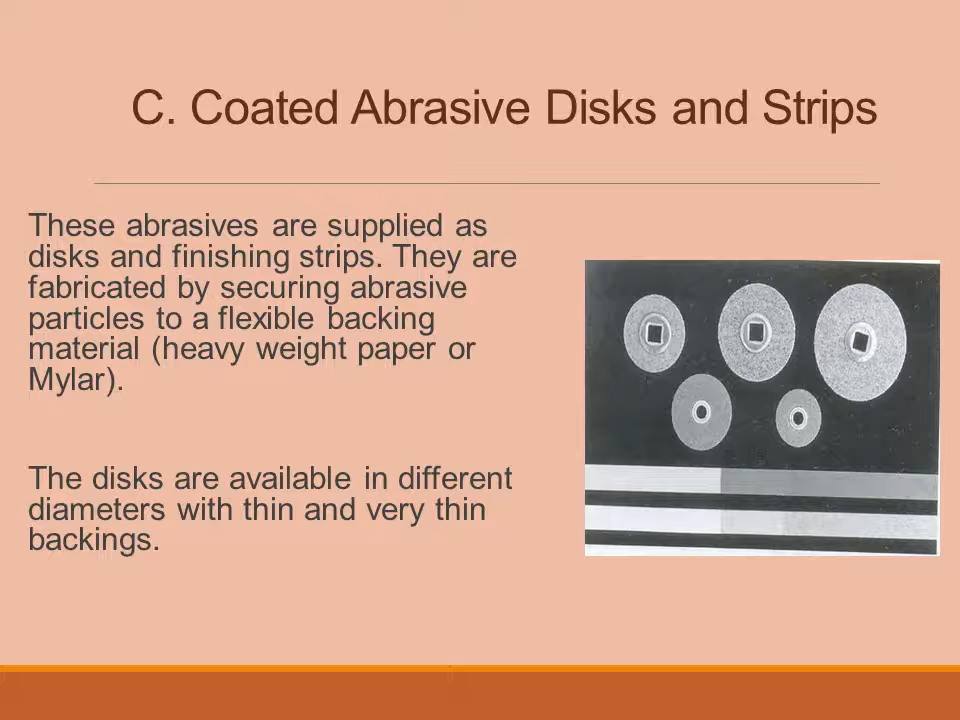 C. Coated Abrasive Disks and Strips
These abrasives are supplied as
disks and finishing strips. They are
fabricated by securing abrasive
particles to a flexible backing
material (heavy weight paper or
Mylar).
The disks are available in different
diameters with thin and very thin
backings.